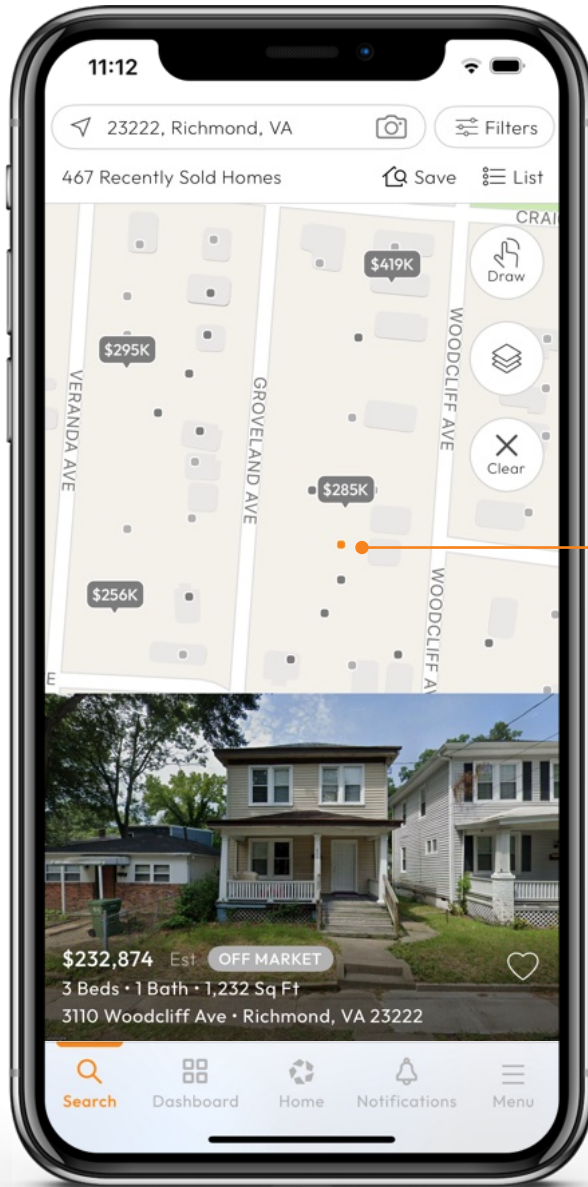 11:12
23222, Richmond, VA
Filters
467 Recently Sold Homes
Save
List
CRAI
$419K
Draw
$295K
WOODCLIFF AVE
VERANDA AVE
GROVELAND AVE
Clear
$285K
$256K
WOODCLIFF AV
E
$232,874 Est OFF MARKET
3 Beds • 1 Bath • 1,232 Sq Ft
3110 Woodcliff Ave • Richmond, VA 23222
Search
Dashboard
Home
Notifications
Menu